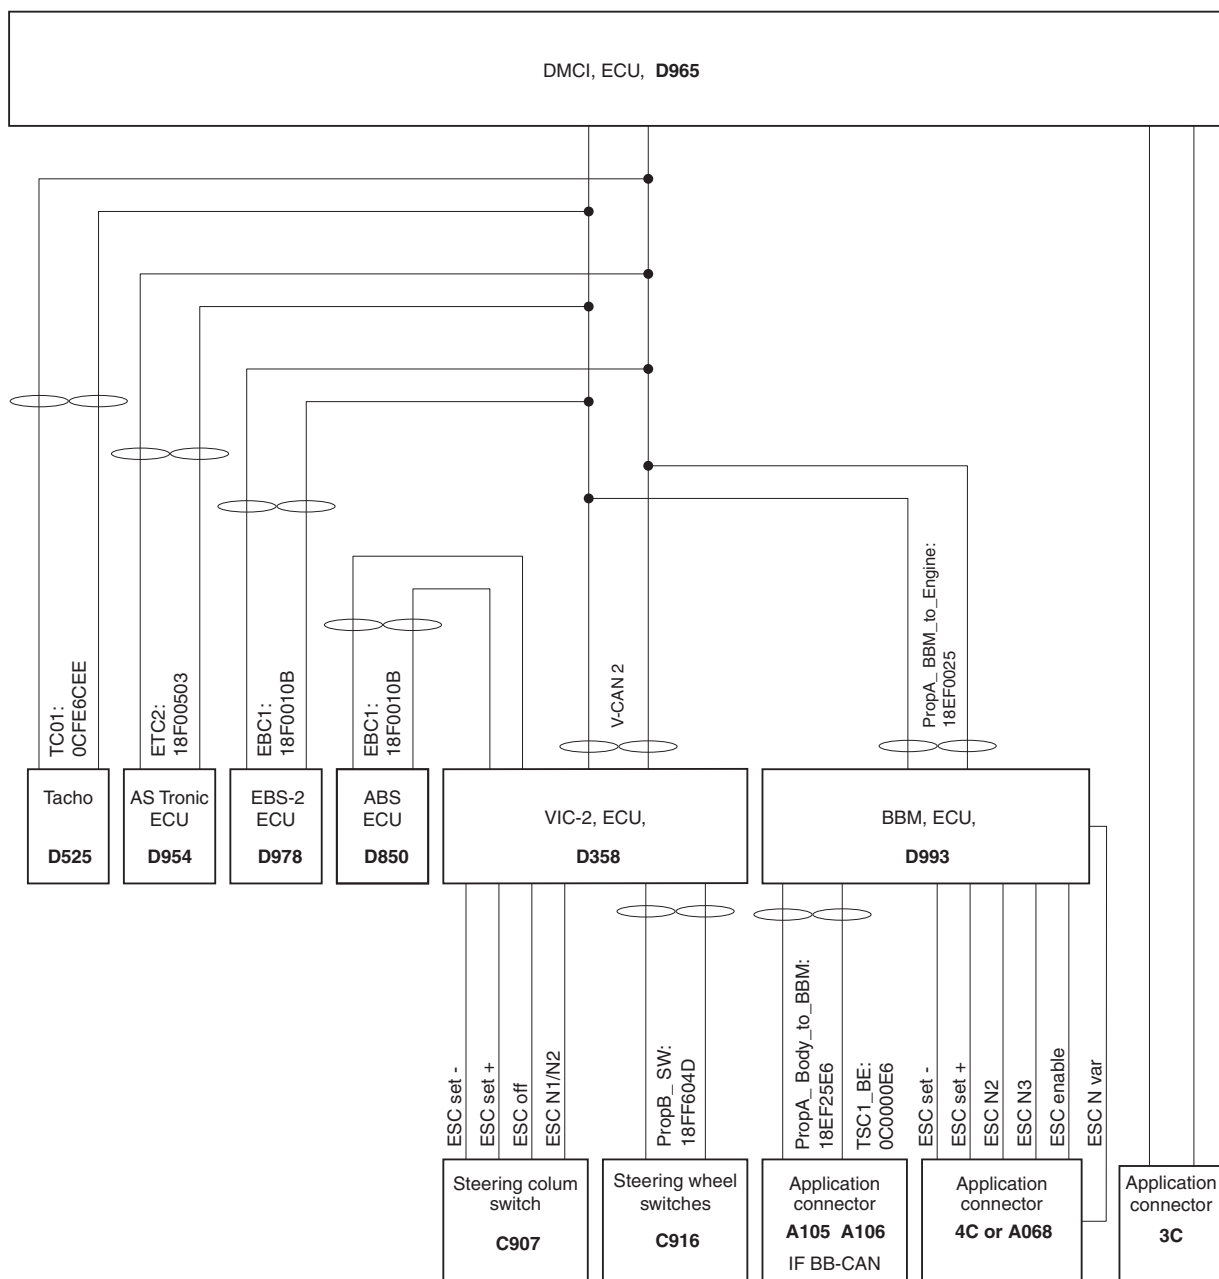 DMCI, ECU, D965
TC01:
0CFE6CEE
ETC2:
18F00503
EBC1:
18F0010B
EBC1:
18F0010B
V-CAN 2
PropA_ BBM_to_Engine:
18EF0025
Tacho
D525
AS Tronic
ECU
D954
EBS-2
ECU
D978
ABS
ECU
D850
VIC-2, ECU,
D358
BBM, ECU,
D993
ESC set -
ESC set +
ESC off
ESC N1/N2
PropB_ SW:
18FF604D
PropA_ Body_to_BBM:
18EF25E6
TSC1_BE:
0C0000E6
ESC set -
ESC set +
ESC N2
ESC N3
ESC enable
ESC N var
Steering colum
switch
C907
Steering wheel
switches
C916
Application
connector
A105 A106
IF BB-CAN
Application
connector
4C or A068
Application
connector
3C